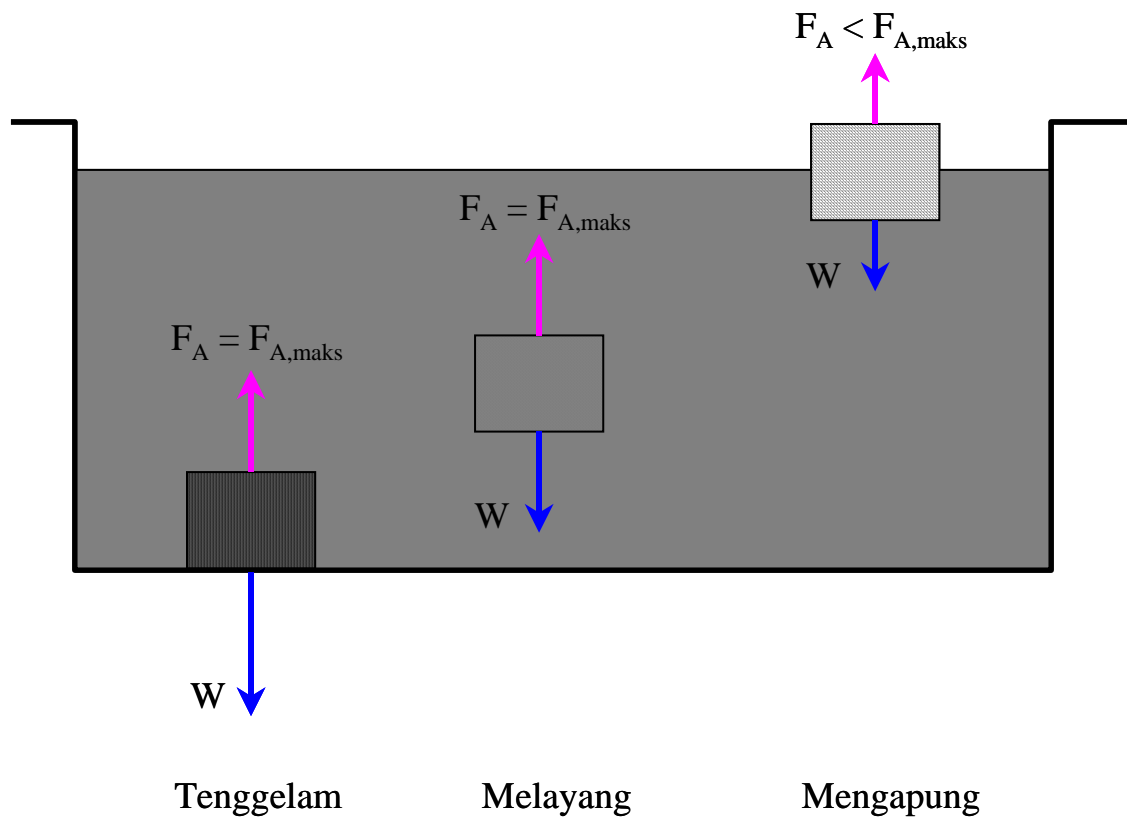 F_A < F_A,maks
W
F_A = F_A,maks
W
F_A = F_A,maks
W
Tenggelam Melayang Mengapung